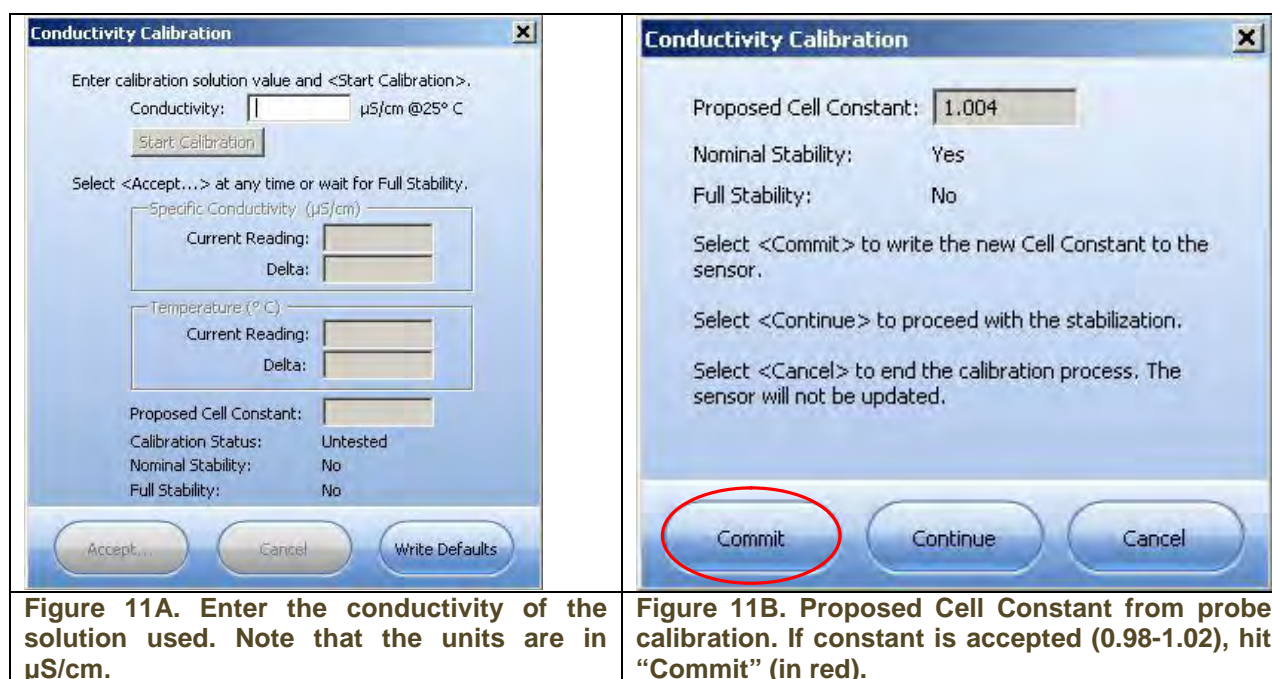 Conductivity Calibration
Enter calibration solution value and <Start Calibration>.
Conductivity: µS/cm @25° C
Start Calibration
Select <Accept...> at any time or wait for Full Stability.
Specific Conductivity (µS/cm)
Current Reading:
Delta:
Temperature (° C)
Current Reading:
Delta:
Proposed Cell Constant:
Calibration Status: Untested
Nominal Stability: No
Full Stability: No
Accept... Cancel Write Defaults
Figure 11A. Enter the conductivity of the
solution used. Note that the units are in
µS/cm.
Conductivity Calibration
Proposed Cell Constant: 1.004
Nominal Stability: Yes
Full Stability: No
Select <Commit> to write the new Cell Constant to the
sensor.
Select <Continue> to proceed with the stabilization.
Select <Cancel> to end the calibration process. The
sensor will not be updated.
Commit Continue Cancel
Figure 11B. Proposed Cell Constant from probe
calibration. If constant is accepted (0.98-1.02), hit
“Commit” (in red).